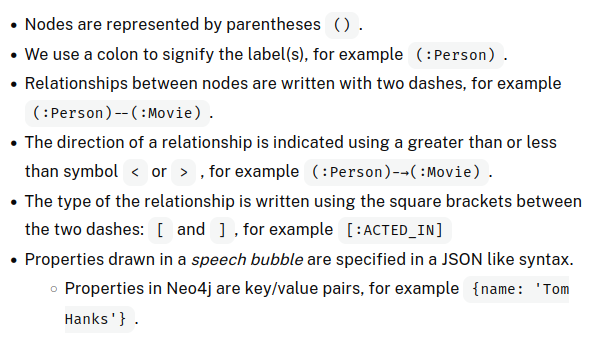 • Nodes are represented by parentheses () .
• We use a colon to signify the label(s), for example (:Person) .
• Relationships between nodes are written with two dashes, for example
(:Person)--(:Movie) .
• The direction of a relationship is indicated using a greater than or less
than symbol < or > , for example (:Person)-→(:Movie) .
• The type of the relationship is written using the square brackets between
the two dashes: [ and ] , for example [:ACTED_IN]
• Properties drawn in a speech bubble are specified in a JSON like syntax.
◦ Properties in Neo4j are key/value pairs, for example {name: 'Tom
Hanks'} .